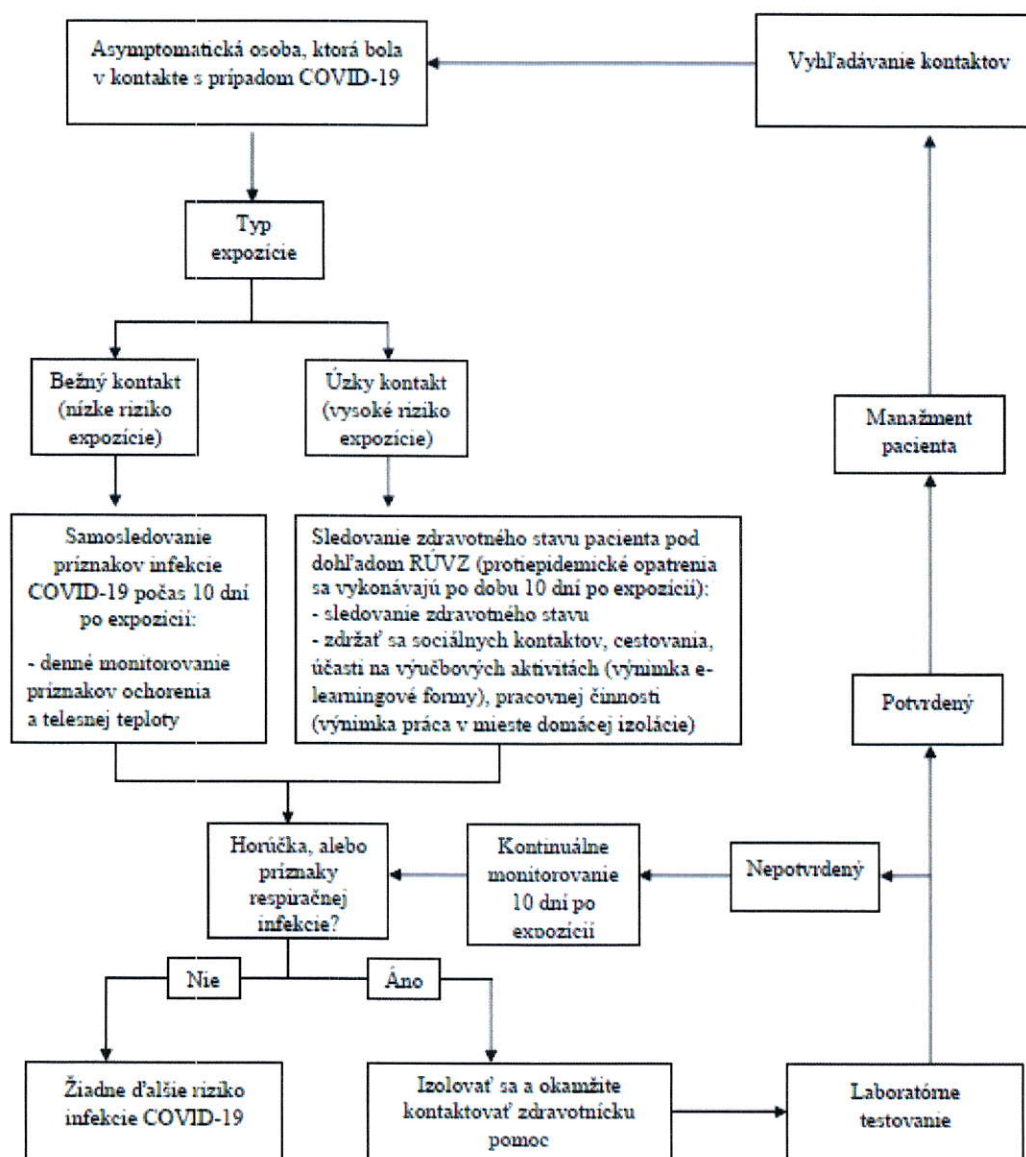 Asymptomatická osoba, ktorá bola
v kontakte s prípadom COVID-19
Vyhľadávanie kontaktov
Typ
expozície
Bežný kontakt
(nízke riziko
expozície)
Úzky kontakt
(vysoké riziko
expozície)
Manažment
pacienta
Samosledovanie
príznakov infekcie
COVID-19 počas 10 dní
po expozícií:
- denné monitorovanie
príznakov ochorenia
a telesnej teploty
Sledovanie zdravotného stavu pacienta pod
dohľadom RÚVZ (protiepidemické opatrenia
sa vykonávajú po dobu 10 dní po expozícií):
- sledovanie zdravotného stavu
- zdržať sa sociálnych kontaktov, cestovania,
účasti na výučbových aktivitách (výnimka e-
learningové formy), pracovnej činnosti
(výnimka práca v mieste domácej izolácie)
Potvrdený
Horúčka, alebo
príznaky
respiračnej
infekcie?
Kontinuálne
monitorovanie
10 dní po
expozícií
Nepotvrdený
Nie
Áno
Žiadne ďalšie riziko
infekcie COVID-19
Izolovať sa a okamžite
kontaktovať zdravotnícku
pomoc
Laboratórne
testovanie